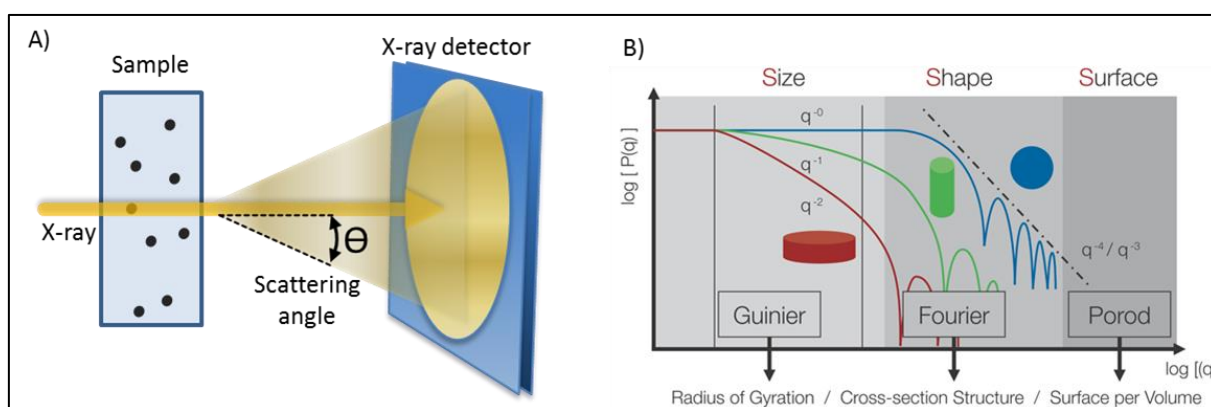 A)
Sample
X-ray detector
X-ray
Θ
Scattering
angle
B)
Size
Shape
Surface
log [ P(q) ]
q⁻⁰
q⁻¹
q⁻²
q⁻⁴ / q⁻³
Guinier
Fourier
Porod
log [(q
Radius of Gyration / Cross-section Structure / Surface per Volume